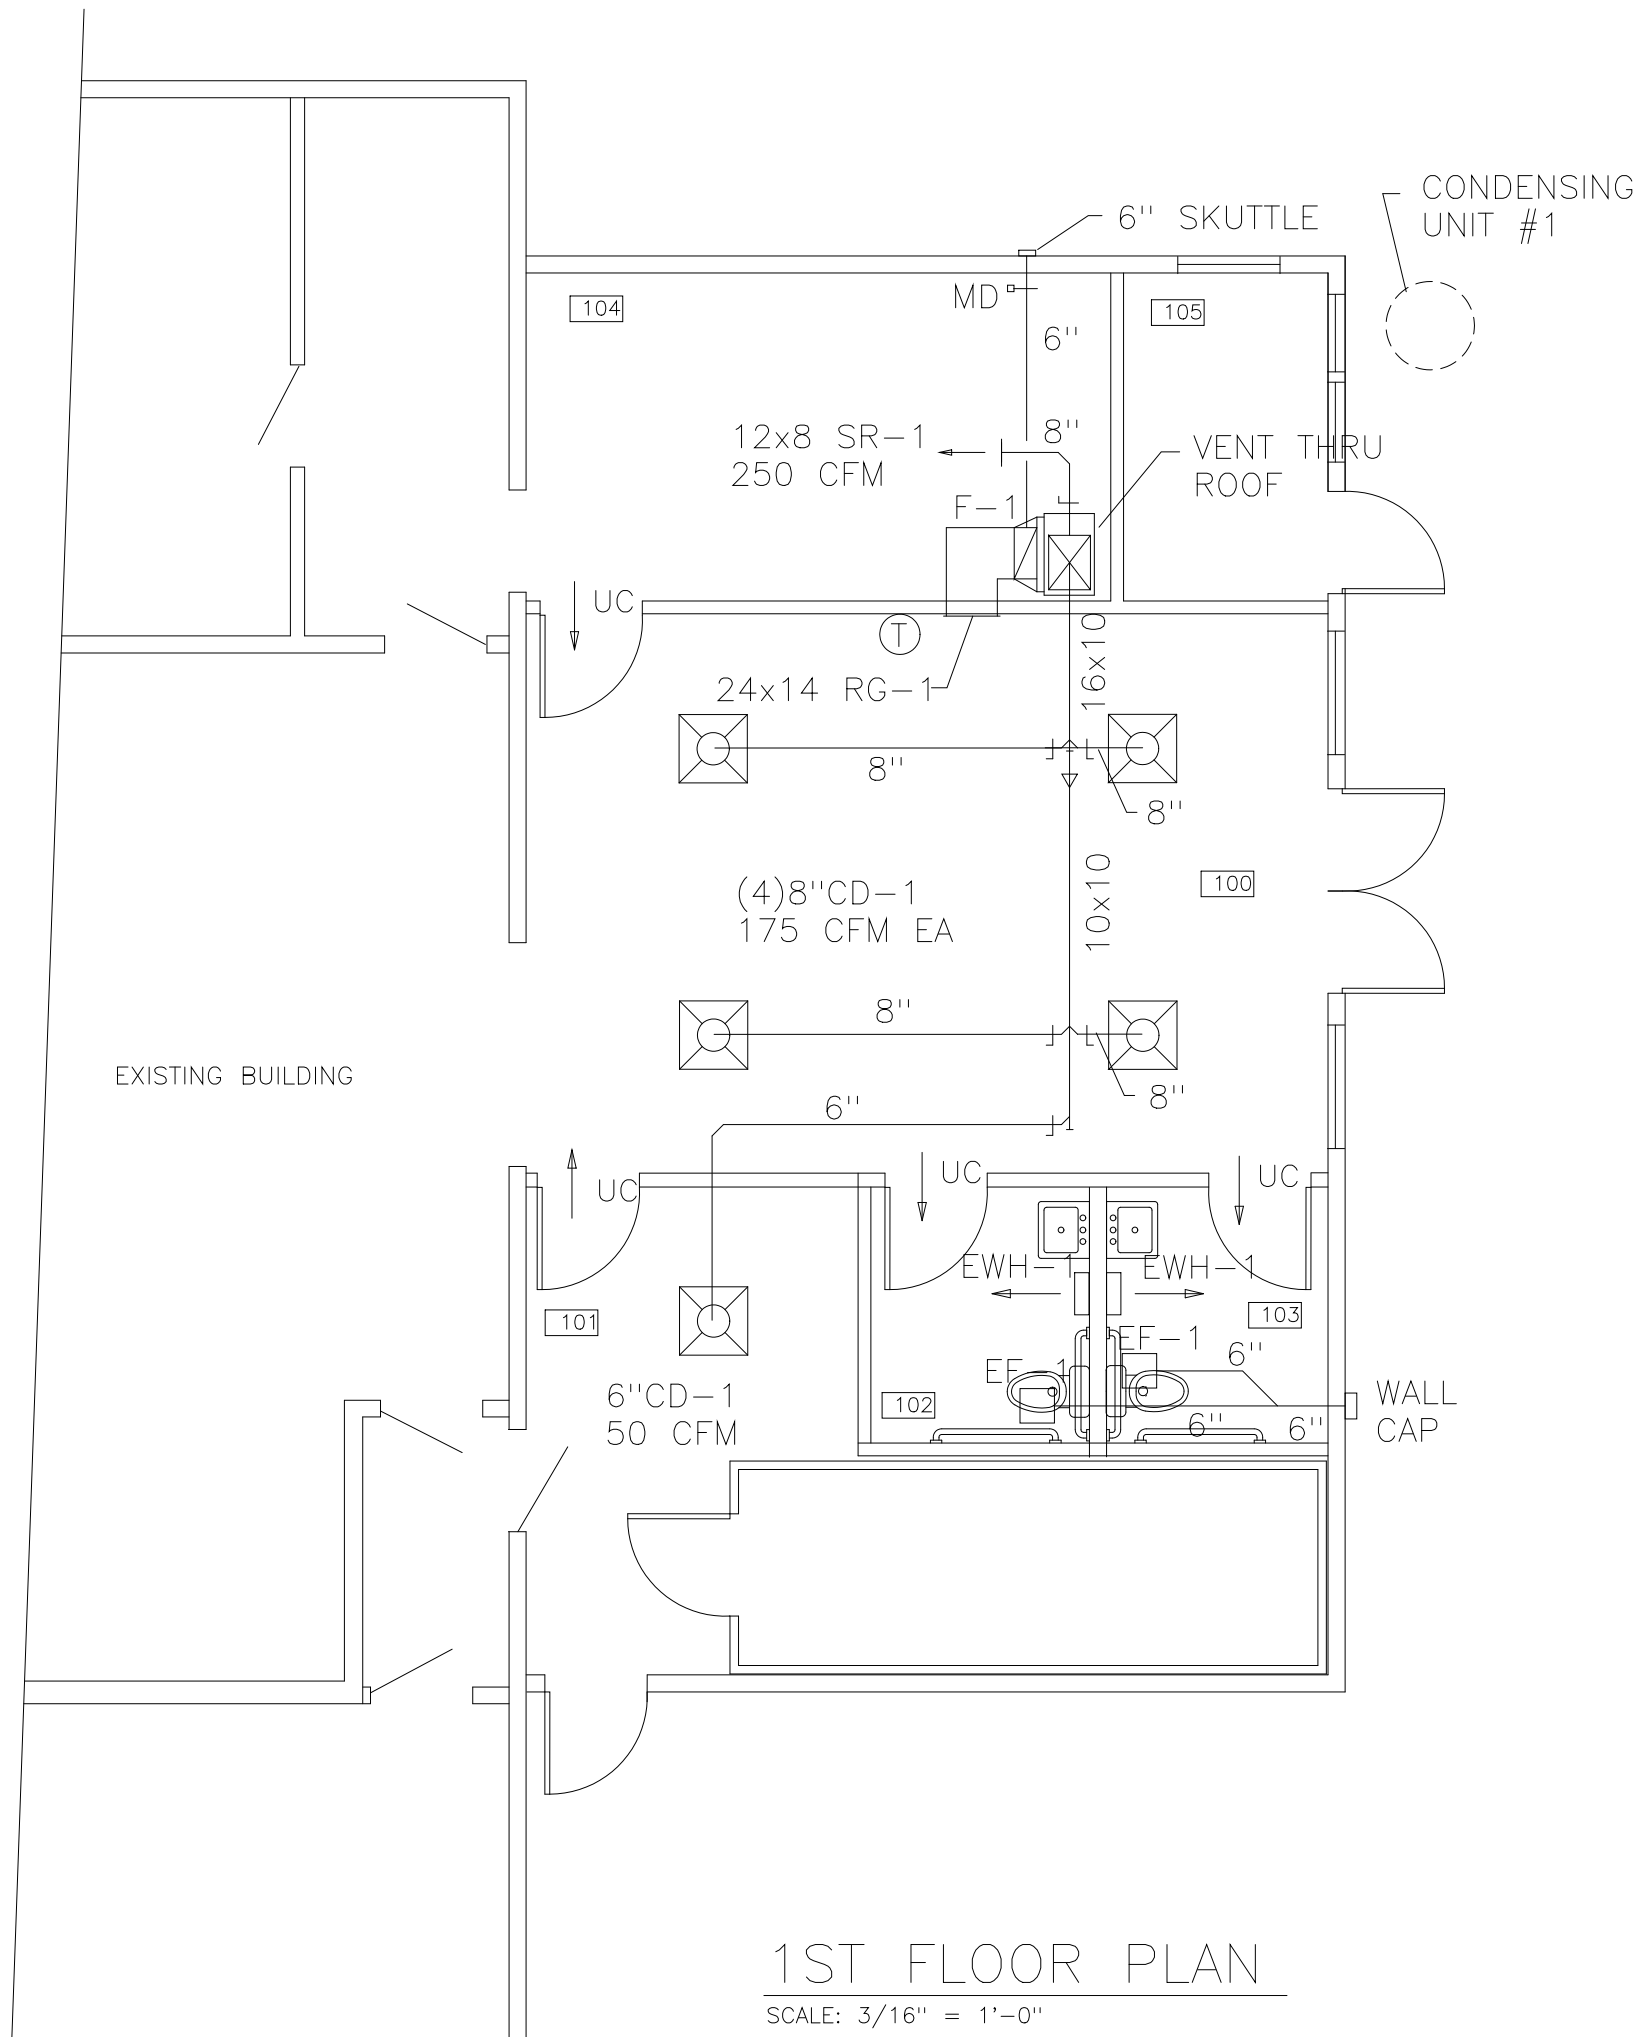 CONDENSING
UNIT #1
6" SKUTTLE
MD
104
105
6"
12x8 SR-1
250 CFM
8"
VENT THRU
ROOF
F-1
UC
T
16x10
24x14 RG-1
8"
8"
(4)8"CD-1
175 CFM EA
10x10
100
8"
EXISTING BUILDING
8"
6"
UC
UC
UC
EWH-1
EWH-1
101
103
EF-1
EF-1
6"
6"CD-1
50 CFM
102
6"
6"
WALL
CAP
1ST FLOOR PLAN
SCALE: 3/16" = 1'-0"